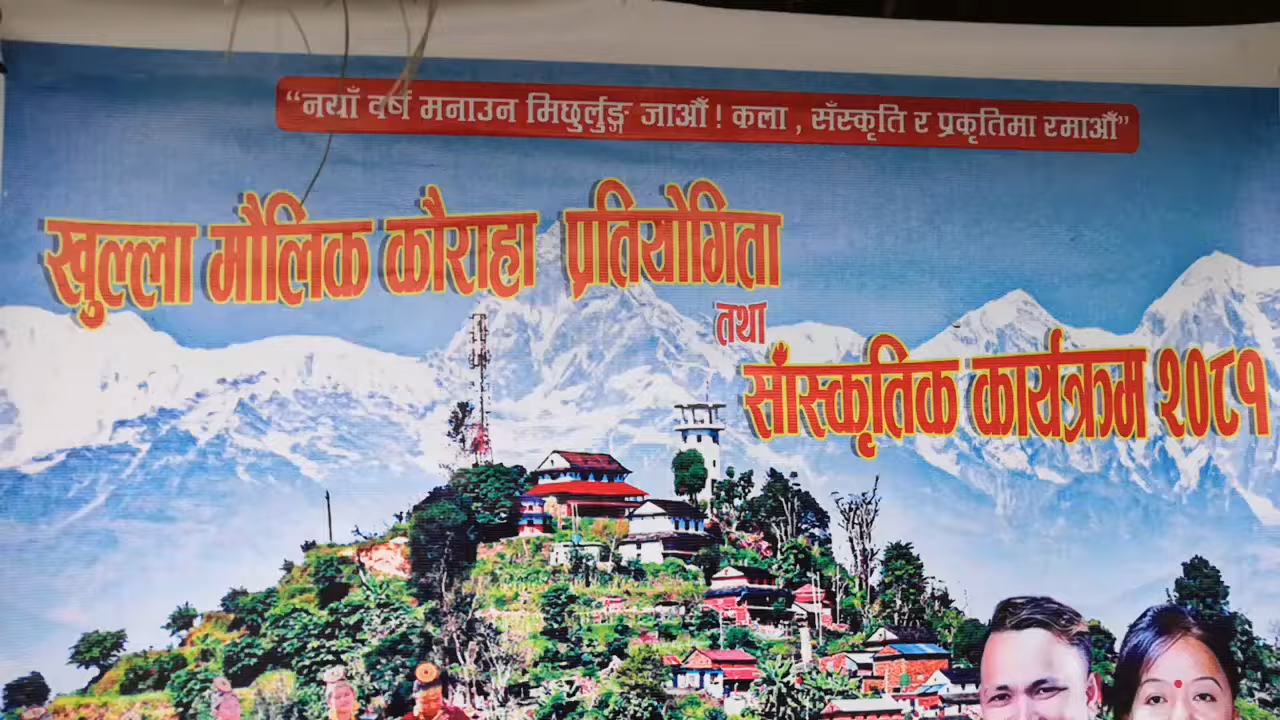 “नयाँ वर्ष मनाउन मिछुर्लुङ्ग जाऔं ! कला , सँस्कृति र प्रकृतिमा रमाऔं”
खुल्ला मौलिक कौराहा प्रतियोगिता
तथा
साँस्कृतिक कार्यक्रम २०८१